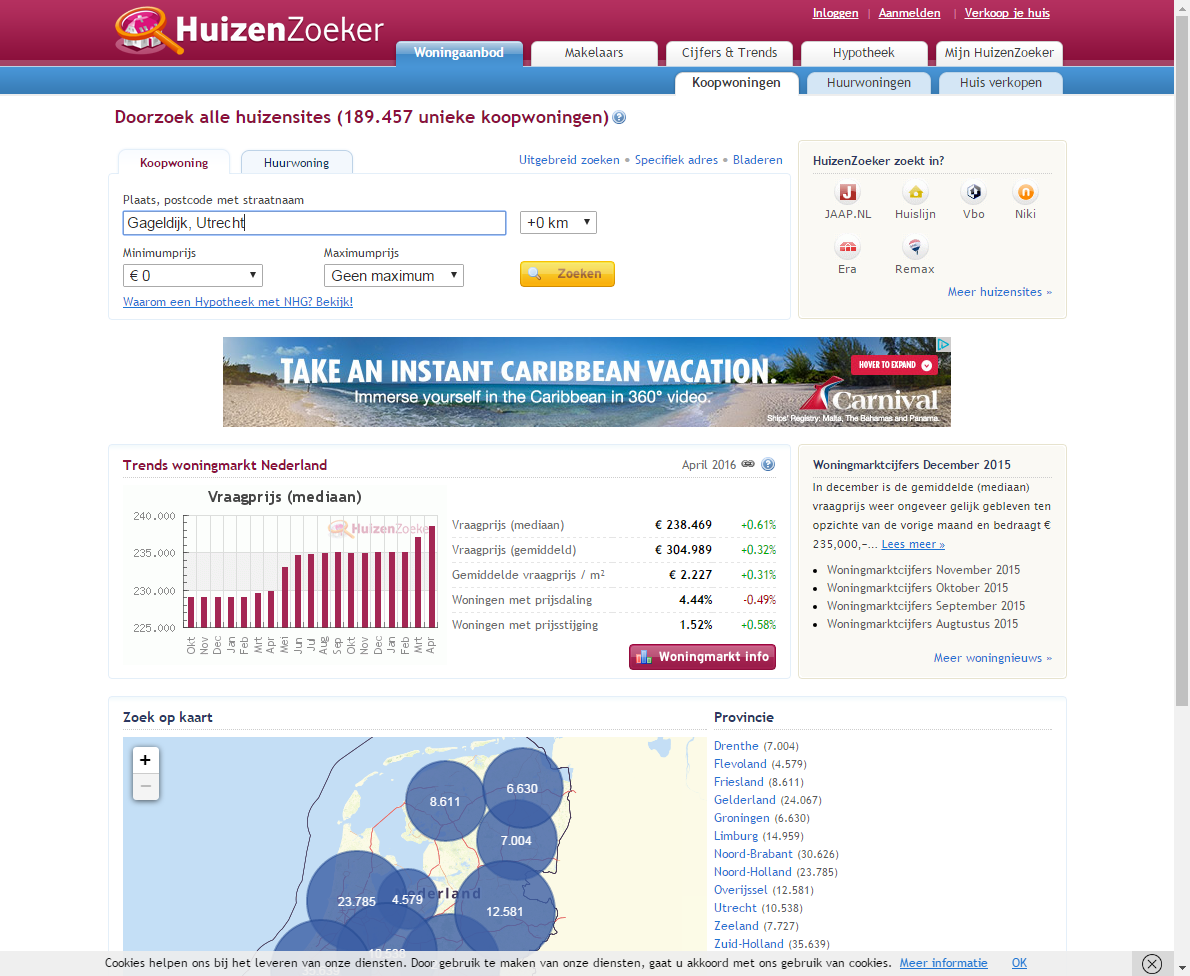 Inloggen | Aanmelden | Verkoop je huis
HuizenZoeker
Woningaanbod Makelaars Cijfers & Trends Hypotheek Mijn HuizenZoeker
Koopwoningen Huurwoningen Huis verkopen
Doorzoek alle huizensites (189.457 unieke koopwoningen)
Koopwoning Huurwoning
Uitgebreid zoeken • Specifiek adres • Bladeren
Plaats, postcode met straatnaam
Gageldijk, Utrecht +0 km
Minimumprijs Maximumprijs
€ 0 Geen maximum Zoeken
Waarom een Hypotheek met NHG? Bekijk!
HuizenZoeker zoekt in?
JAAP.NL Huislijn Vbo Niki
Era Remax
Meer huizensites »
TAKE AN INSTANT CARIBBEAN VACATION.
Immerse yourself in the Caribbean in 360° video.
HOVER TO EXPAND
Carnival
Ships' Registry: Malta, The Bahamas and Panama
Trends woningmarkt Nederland April 2016
Vraagprijs (mediaan)
HuizenZoeker
240.000
235.000
230.000
225.000
Okt Nov Dec Jan Feb Mrt Apr Mei Jun Jul Aug Sep Okt Nov Dec Jan Feb Mrt Apr
Vraagprijs (mediaan) € 238.469 +0.61%
Vraagprijs (gemiddeld) € 304.989 +0.32%
Gemiddelde vraagprijs / m² € 2.227 +0.31%
Woningen met prijsdaling 4.44% -0.49%
Woningen met prijsstijging 1.52% +0.58%
Woningmarkt info
Woningmarktcijfers December 2015
In december is de gemiddelde (mediaan)
vraagprijs weer ongeveer gelijk gebleven ten
opzichte van de vorige maand en bedraagt €
235,000,-... Lees meer »
Woningmarktcijfers November 2015
Woningmarktcijfers Oktober 2015
Woningmarktcijfers September 2015
Woningmarktcijfers Augtustus 2015
Meer woningnieuws »
Zoek op kaart
+
−
8.611
6.630
7.004
Nederland
23.785
4.579
12.581
Provincie
Drenthe (7.004)
Flevoland (4.579)
Friesland (8.611)
Gelderland (24.067)
Groningen (6.630)
Limburg (14.959)
Noord-Brabant (30.626)
Noord-Holland (23.785)
Overijssel (12.581)
Utrecht (10.538)
Zeeland (7.727)
Zuid-Holland (35.639)
Cookies helpen ons bij het leveren van onze diensten. Door gebruik te maken van onze diensten, gaat u akkoord met ons gebruik van cookies. Meer informatie OK